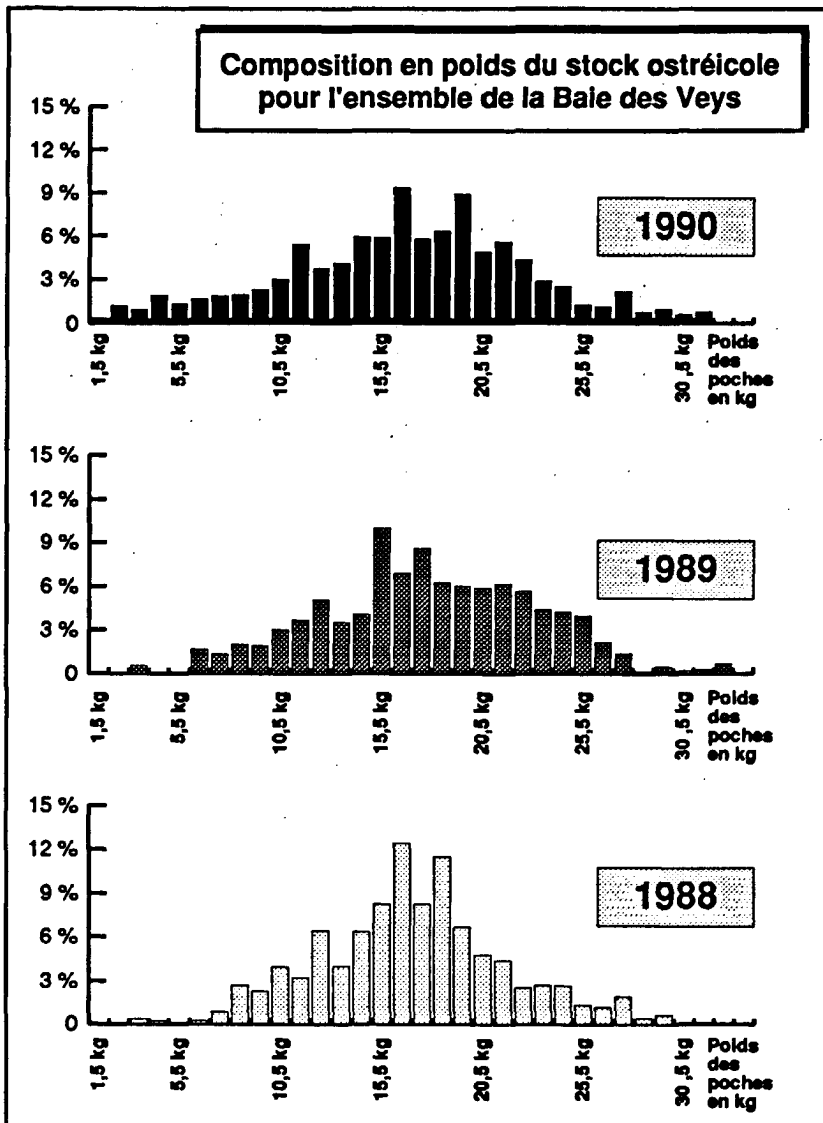 Composition en poids du stock ostréicole
pour l'ensemble de la Baie des Veys
15 %
12 %
9 %
6 %
3 %
0
1990
1,5 kg
5,5 kg
10,5 kg
15,5 kg
20,5 kg
25,5 kg
30,5 kg
Poids
des
poches
en kg
15 %
12 %
9 %
6 %
3 %
0
1989
1,5 kg
5,5 kg
10,5 kg
15,5 kg
20,5 kg
25,5 kg
30,5 kg
Poids
des
poches
en kg
15 %
12 %
9 %
6 %
3 %
0
1988
1,5 kg
5,5 kg
10,5 kg
15,5 kg
20,5 kg
25,5 kg
30,5 kg
Poids
des
poches
en kg